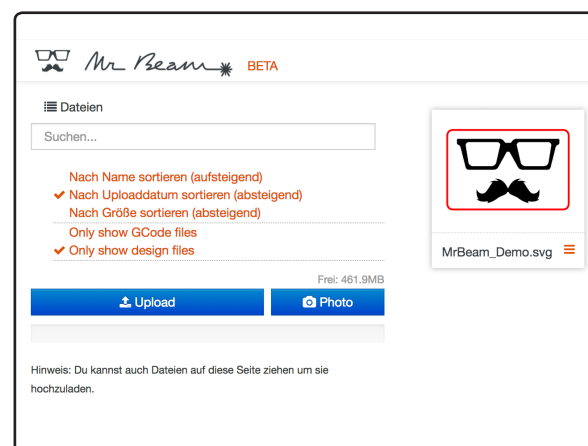 Mr Beam BETA
Dateien
Suchen...
Nach Name sortieren (aufsteigend)
Nach Uploaddatum sortieren (absteigend)
Nach Größe sortieren (absteigend)
Only show GCode files
Only show design files
Frei: 461.9MB
Upload
Photo
Hinweis: Du kannst auch Dateien auf diese Seite ziehen um sie
hochzuladen.
MrBeam_Demo.svg